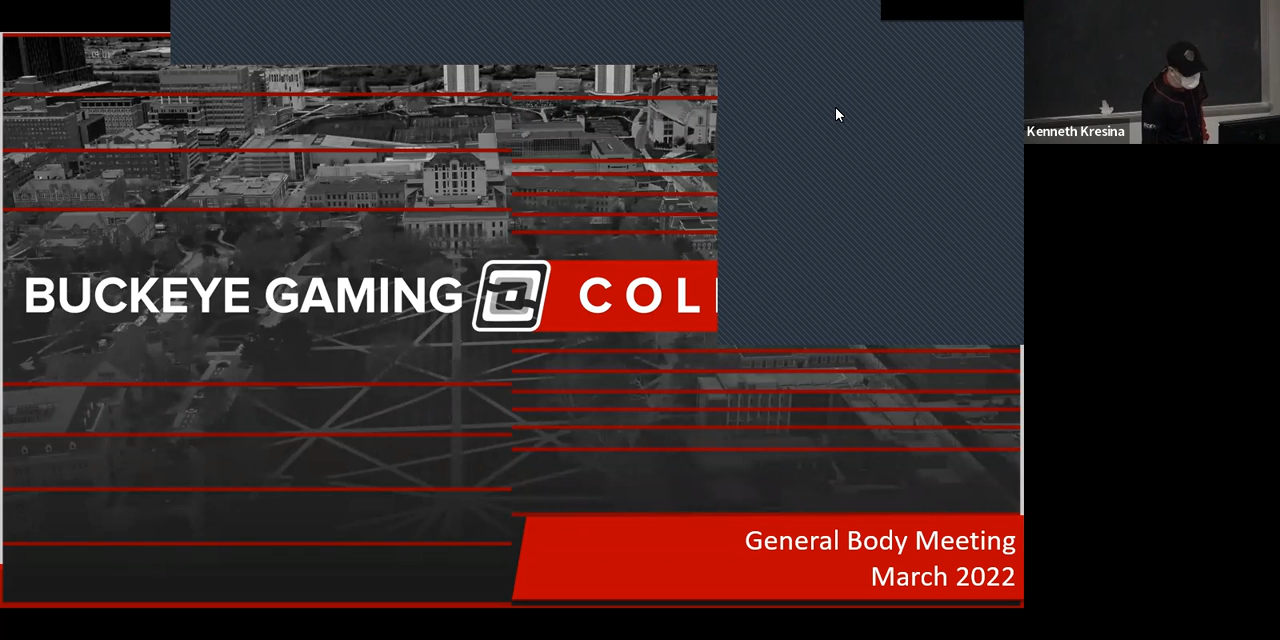 BUCKEYE GAMING COL
General Body Meeting
March 2022
Kenneth Kresina